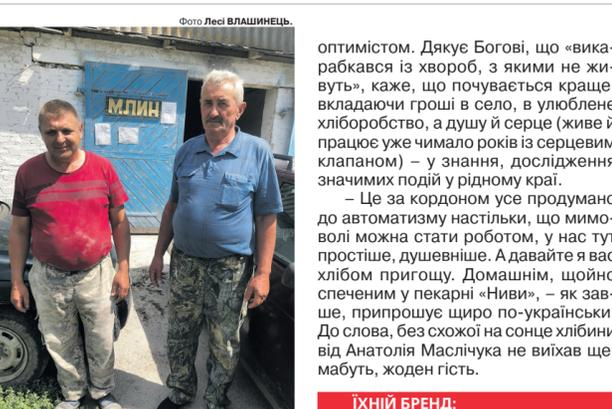 Фото Лесі ВЛАШИНЕЦЬ.
МЛИН
оптимістом. Дякує Богові, що «вика-
рабкався із хвороб, з якими не жи-
вуть», каже, що почувається краще,
вкладаючи гроші в село, в улюблене
хліборобство, а душу й серце (живе й
працює уже чимало років із серцевим
клапаном) – у знання, дослідження
значимих подій у рідному краї.
– Це за кордоном усе продумано
до автоматизму настільки, що мимо-
волі можна стати роботом, у нас тут
простіше, душевніше. А давайте я вас
хлібом пригощу. Домашнім, щойно
спеченим у пекарні «Ниви», – як зав-
ше, припрошує щиро по-українськи.
До слова, без схожої на сонце хлібини
від Анатолія Маслічука не виїхав ще,
мабуть, жоден гість.
ЇХНІЙ БРЕНД: